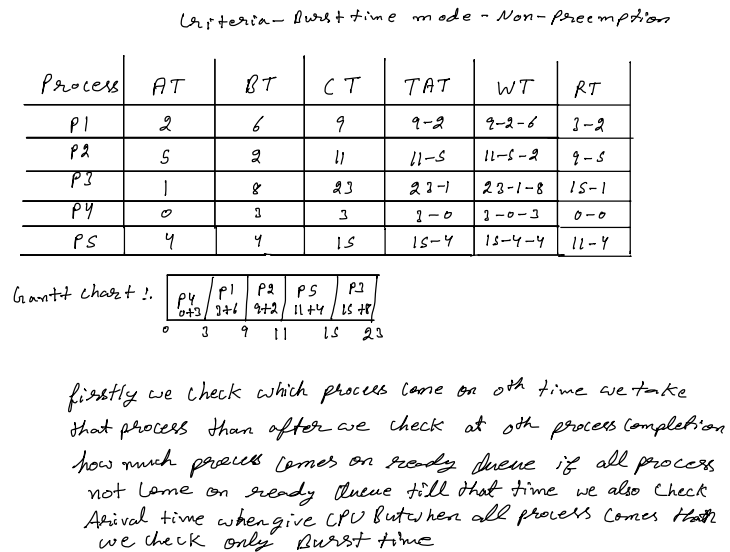 Criteria - Burst time mode - Non-Preemption
Process AT BT CT TAT WT RT
P1 2 6 9 9-2 9-2-6 3-2
P2 5 2 11 11-5 11-5-2 9-5
P3 1 8 23 23-1 23-1-8 15-1
P4 0 3 3 3-0 3-0-3 0-0
P5 4 4 15 15-4 15-4-4 11-4
Gantt chart :.
P4 P1 P2 P5 P3
0+3 3+6 9+2 11+4 15+8
0 3 9 11 15 23
firstly we check which process come on 0th time we take
that process than after we check at 0th process completion
how much process comes on ready queue if all process
not come on ready Queue till that time we also check
Arival time when give CPU But when all process comes than
we check only Burst time